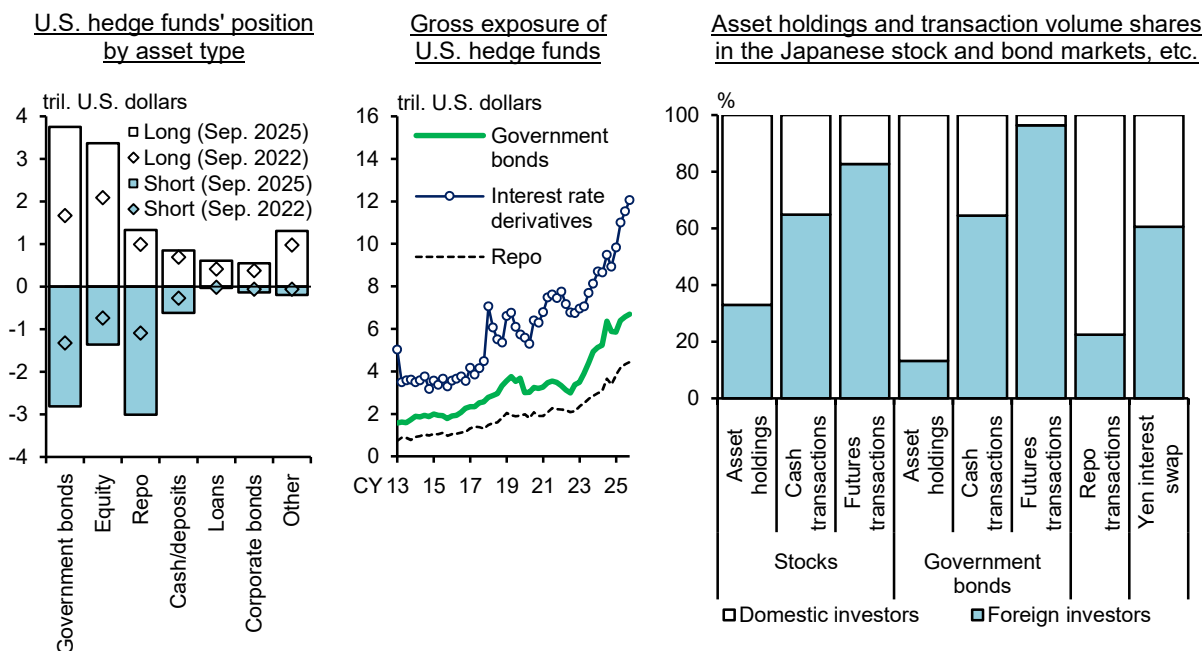 U.S. hedge funds' position
by asset type
tril. U.S. dollars
4
3
2
1
0
-1
-2
-3
-4
Long (Sep. 2025)
Long (Sep. 2022)
Short (Sep. 2025)
Short (Sep. 2022)
Government bonds
Equity
Repo
Cash/deposits
Loans
Corporate bonds
Other
Gross exposure of
U.S. hedge funds
tril. U.S. dollars
16
14
12
10
8
6
4
2
0
Government
bonds
Interest rate
derivatives
Repo
CY 13 15 17 19 21 23 25
Asset holdings and transaction volume shares
in the Japanese stock and bond markets, etc.
%
100
80
60
40
20
0
Asset
holdings
Cash
transactions
Futures
transactions
Asset
holdings
Cash
transactions
Futures
transactions
Repo
transactions
Yen interest
swap
Stocks
Government
bonds
Domestic investors
Foreign investors